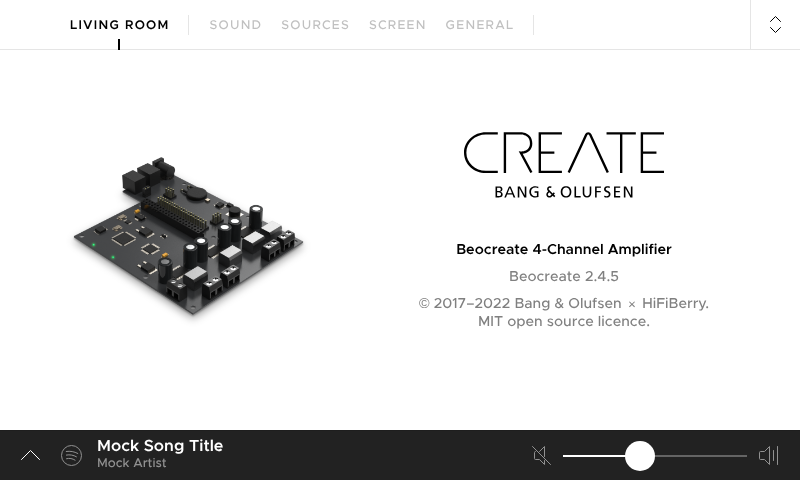 LIVING ROOM
SOUND
SOURCES
SCREEN
GENERAL
CREATE
BANG & OLUFSEN
Beocreate 4-Channel Amplifier
Beocreate 2.4.5
© 2017–2022 Bang & Olufsen × HiFiBerry.
MIT open source licence.
Mock Song Title
Mock Artist